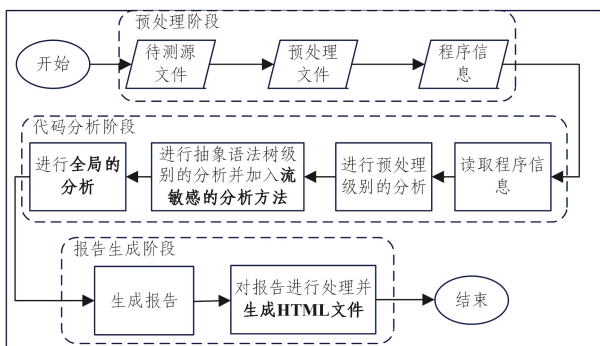 预处理阶段
开始
待测源
文件
预处理
文件
程序信
息
代码分析阶段
进行全局的
分析
进行抽象语法树级
别的分析并加入流
敏感的分析方法
进行预处理
级别的分析
读取程序信
息
报告生成阶段
生成报告
对报告进行处理并
生成HTML文件
结束